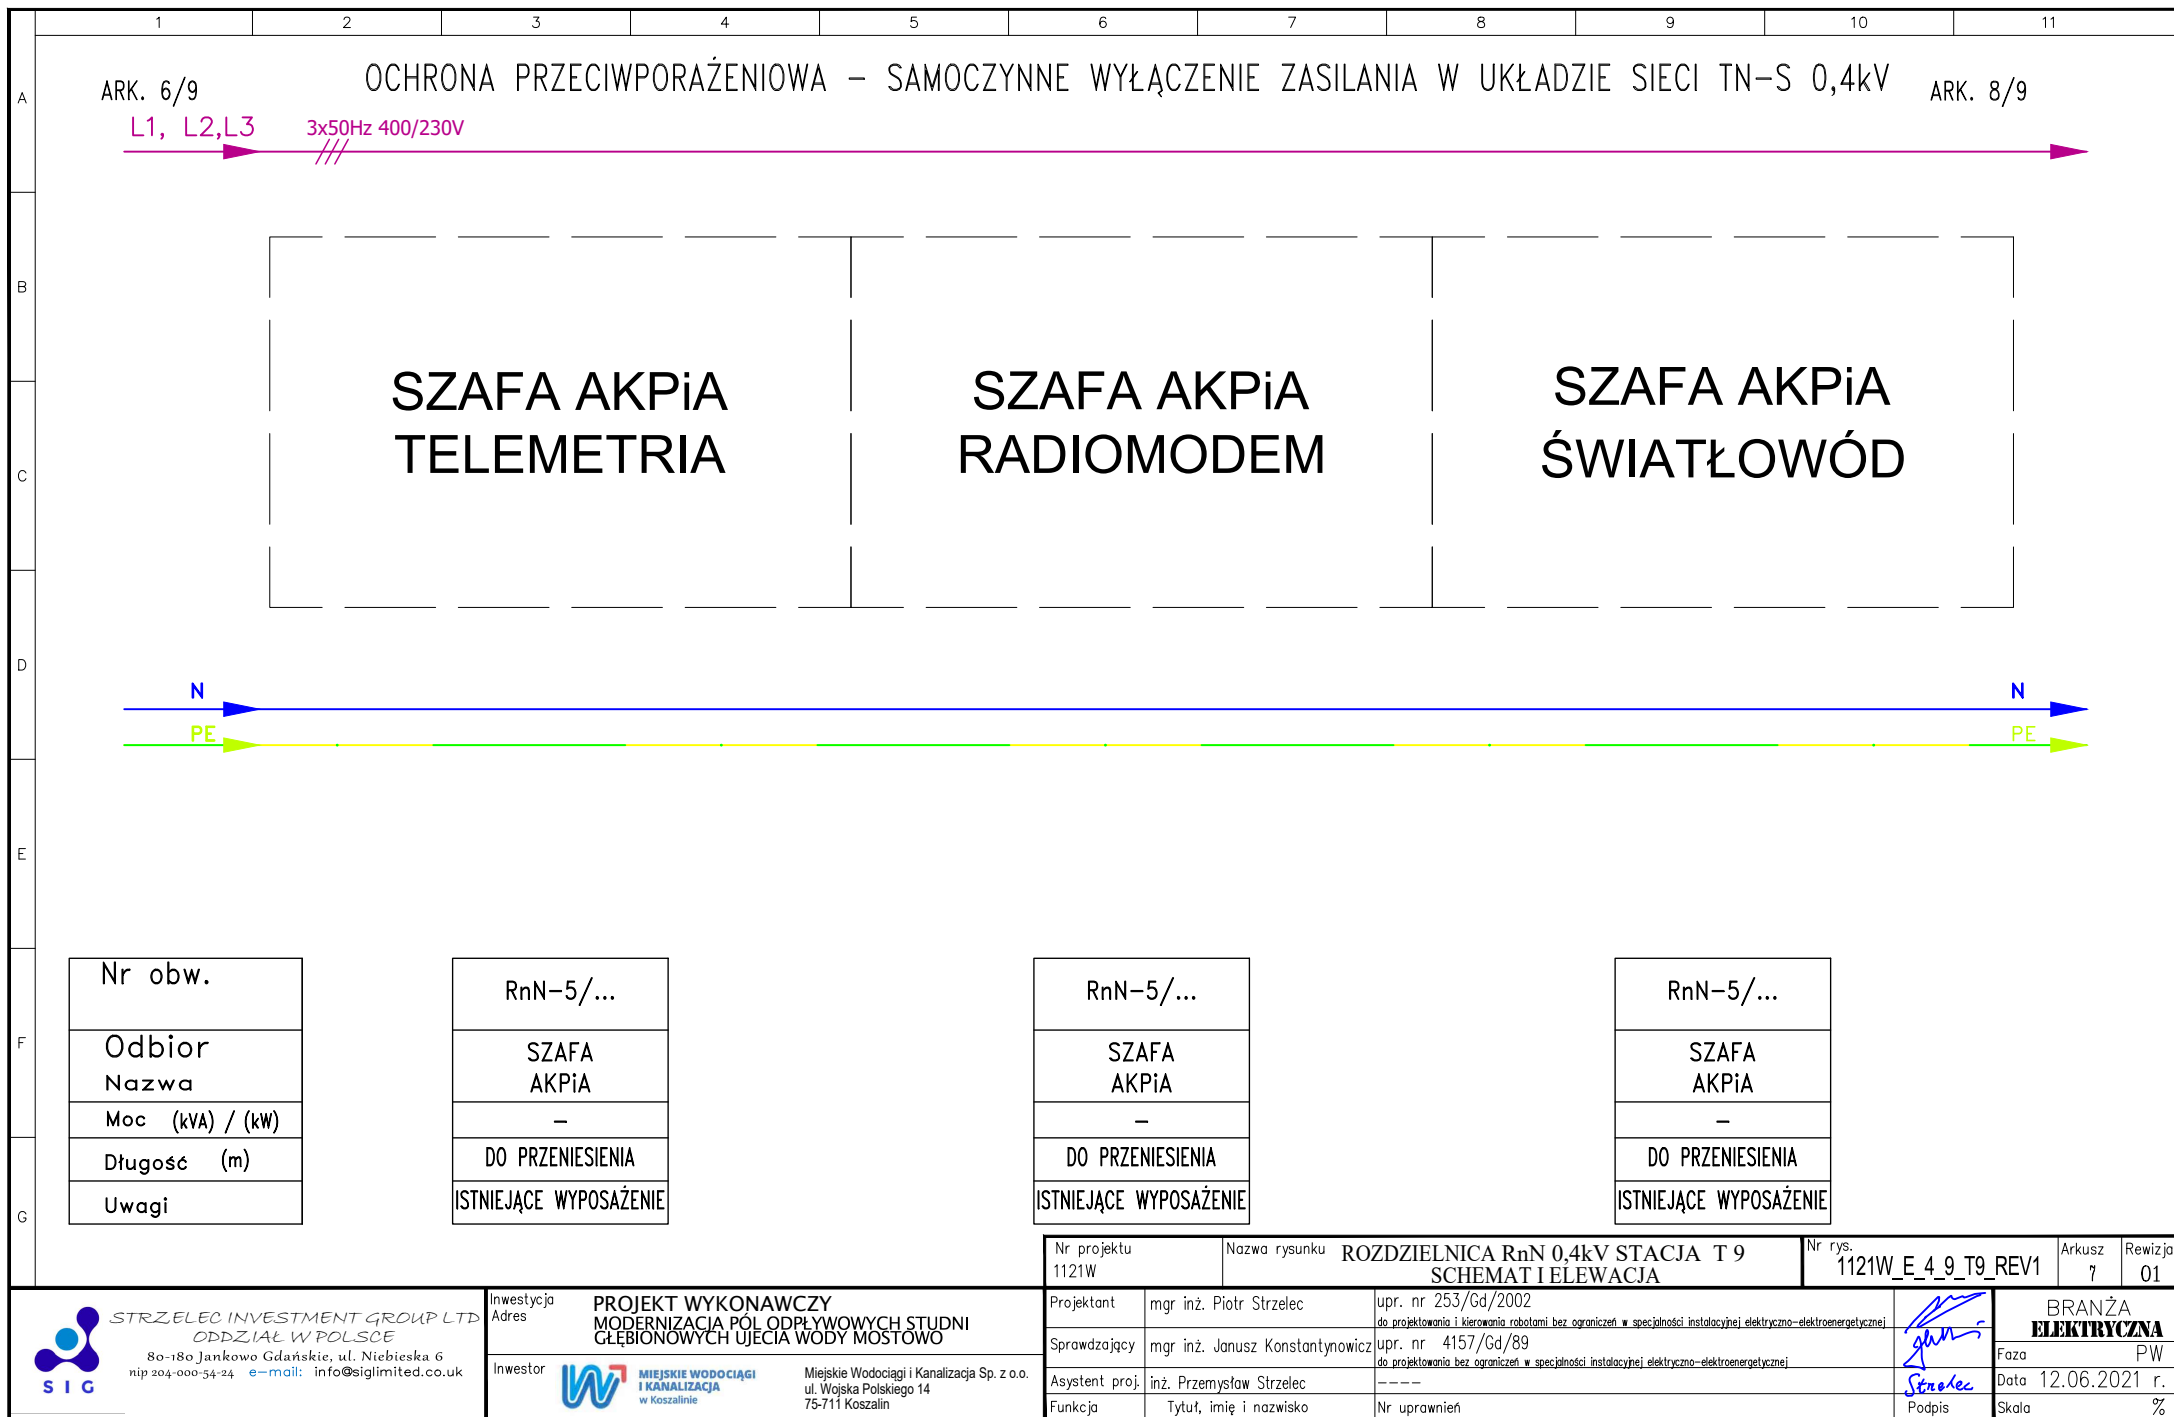 1 2 3 4 5 6 7 8 9 10 11
A
B
C
D
E
F
G
ARK. 6/9
OCHRONA PRZECIWPORAŻENIOWA – SAMOCZYNNE WYŁĄCZENIE ZASILANIA W UKŁADZIE SIECI TN–S 0,4kV
ARK. 8/9
L1, L2,L3
3x50Hz 400/230V
SZAFA AKPiA
TELEMETRIA
SZAFA AKPiA
RADIOMODEM
SZAFA AKPiA
ŚWIATŁOWÓD
N
N
PE
PE
Nr obw.
Odbior
Nazwa
Moc (kVA) / (kW)
Długość (m)
Uwagi
RnN–5/...
SZAFA
AKPiA
–
DO PRZENIESIENIA
ISTNIEJĄCE WYPOSAŻENIE
RnN–5/...
SZAFA
AKPiA
–
DO PRZENIESIENIA
ISTNIEJĄCE WYPOSAŻENIE
RnN–5/...
SZAFA
AKPiA
–
DO PRZENIESIENIA
ISTNIEJĄCE WYPOSAŻENIE
Nr projektu
1121W
Nazwa rysunku
ROZDZIELNICA RnN 0,4kV STACJA T 9
SCHEMAT I ELEWACJA
Nr rys.
1121W_E_4_9_T9_REV1
Arkusz
7
Rewizja
01
SIG
STRZELEC INVESTMENT GROUP LTD
ODDZIAŁ W POLSCE
80-180 Jankowo Gdańskie, ul. Niebieska 6
nip 204-000-54-24 e–mail: info@siglimited.co.uk
Inwestycja
Adres
PROJEKT WYKONAWCZY
MODERNIZACJA PÓL ODPŁYWOWYCH STUDNI
GŁĘBIONOWYCH UJĘCIA WODY MOSTOWO
Inwestor
MIEJSKIE WODOCIĄGI
I KANALIZACJA
w Koszalinie
Miejskie Wodociągi i Kanalizacja Sp. z o.o.
ul. Wojska Polskiego 14
75-711 Koszalin
Projektant
mgr inż. Piotr Strzelec
upr. nr 253/Gd/2002
do projektowania i kierowania robotami bez ograniczeń w specjalności instalacyjnej elektryczno–elektroenergetycznej
Sprawdzający
mgr inż. Janusz Konstantynowicz
upr. nr 4157/Gd/89
do projektowania bez ograniczeń w specjalności instalacyjnej elektryczno–elektroenergetycznej
Asystent proj.
inż. Przemysław Strzelec
––––
Strzelec
Funkcja
Tytuł, imię i nazwisko
Nr uprawnień
Podpis
BRANŻA
ELEKTRYCZNA
Faza PW
Data 12.06.2021 r.
Skala %